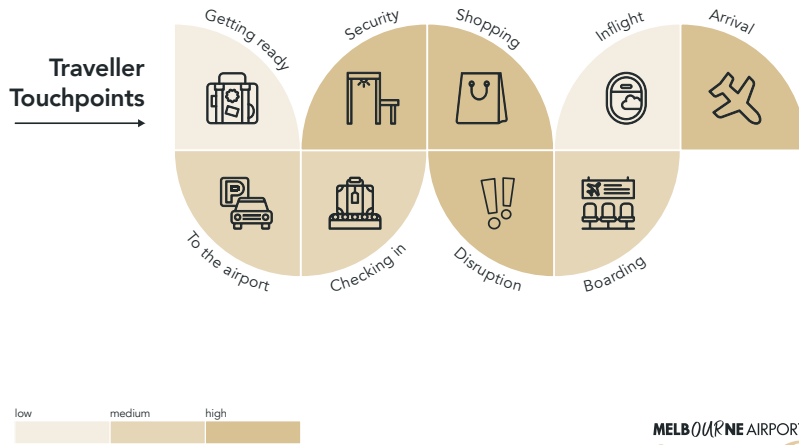 Traveller
Touchpoints
Getting ready
Security
Shopping
Inflight
Arrival
P
To the airport
Checking in
Disruption
!!
Boarding
low
medium
high
MELBOURNE AIRPORT